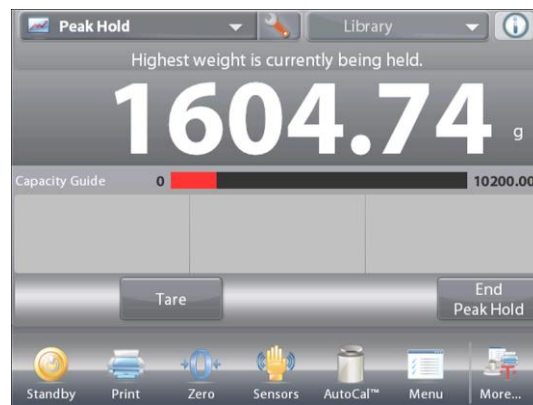 Peak Hold Library
Highest weight is currently being held.
1604.74 g
Capacity Guide 0 10200.00
Tare
End
Peak Hold
Standby Print Zero Sensors AutoCal™ Menu More...